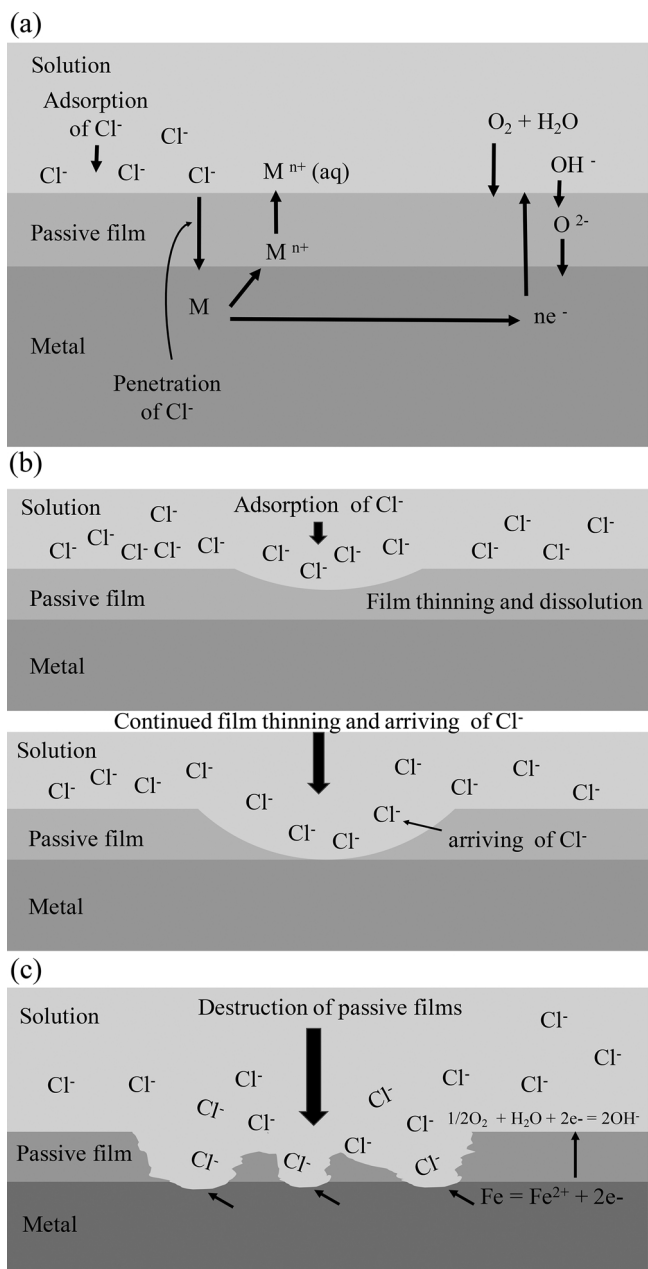 (a)
Solution
Adsorption
of Cl⁻
Cl⁻
Cl⁻
Cl⁻
Cl⁻
M ⁿ⁺ (aq)
O₂ + H₂O
OH ⁻
Passive film
M ⁿ⁺
O ²⁻
M
ne ⁻
Metal
Penetration
of Cl⁻
(b)
Solution
Adsorption of Cl⁻
Cl⁻
Cl⁻
Cl⁻
Cl⁻
Cl⁻
Cl⁻
Cl⁻
Cl⁻
Cl⁻
Cl⁻
Cl⁻
Cl⁻
Cl⁻
Cl⁻
Passive film
Film thinning and dissolution
Metal
Continued film thinning and arriving of Cl⁻
Solution
Cl⁻
Cl⁻
Cl⁻
Cl⁻
Cl⁻
Cl⁻
Cl⁻
Cl⁻
Cl⁻
Cl⁻
Cl⁻
Cl⁻
Passive film
arriving of Cl⁻
Metal
(c)
Solution
Destruction of passive films
Cl⁻
Cl⁻
Cl⁻
Cl⁻
Cl⁻
Cl⁻
Cl⁻
Cl⁻
Cl⁻
Cl⁻
1/2O₂ + H₂O + 2e- = 2OH⁻
Passive film
Cl⁻
Cl⁻
Cl⁻
Cl⁻
Fe = Fe²⁺ + 2e-
Metal